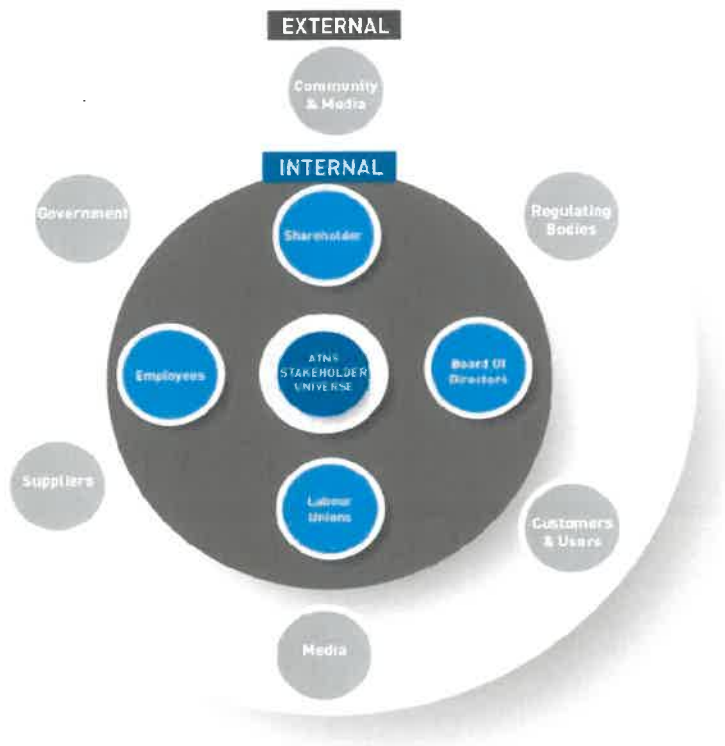 EXTERNAL
Community
& Media
INTERNAL
Government
Regulating
Bodies
Shareholder
Employees
ATNS
STAKEHOLDER
UNIVERSE
Board Of
Directors
Suppliers
Labour
Unions
Customers
& Users
Media